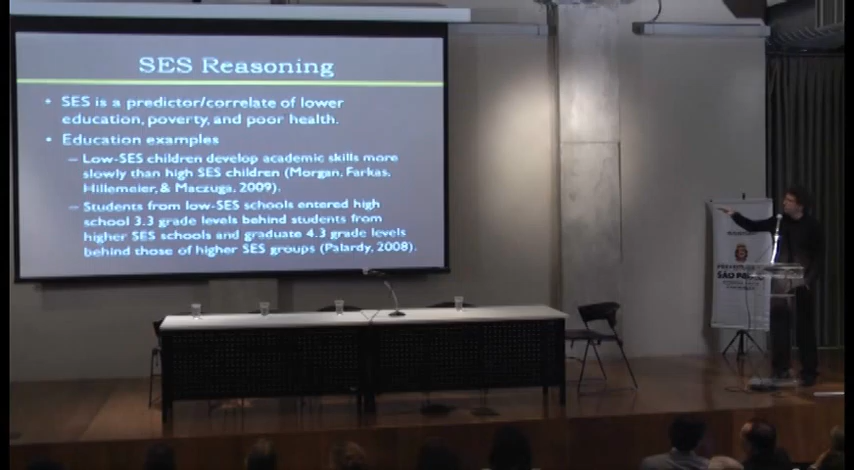 SES Reasoning
• SES is a predictor/correlate of lower
education, poverty, and poor health.
• Education examples
– Low-SES children develop academic skills more
slowly than high SES children (Morgan, Farkas,
Hillemeier, & Maczuga, 2009).
– Students from low-SES schools entered high
school 3.3 grade levels behind students from
higher SES schools and graduate 4.3 grade levels
behind those of higher SES groups (Palardy, 2008).
SÃO PAULO